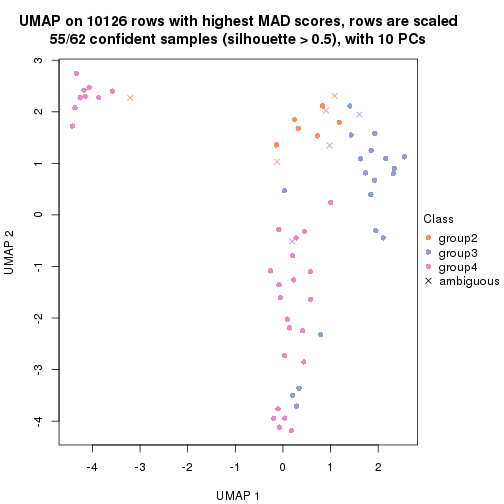 UMAP on 10126 rows with highest MAD scores, rows are scaled
55/62 confident samples (silhouette > 0.5), with 10 PCs
3
2
1
0
-1
-2
-3
-4
UMAP 2
-4
-3
-2
-1
0
1
2
UMAP 1
Class
group2
group3
group4
ambiguous